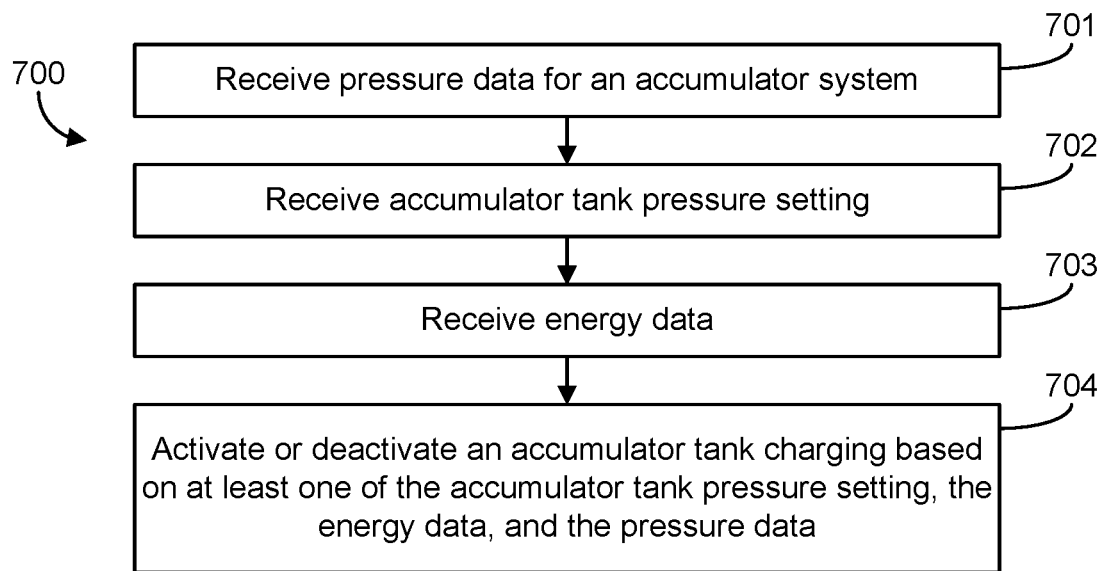 700
701
Receive pressure data for an accumulator system
702
Receive accumulator tank pressure setting
703
Receive energy data
704
Activate or deactivate an accumulator tank charging based
on at least one of the accumulator tank pressure setting, the
energy data, and the pressure data